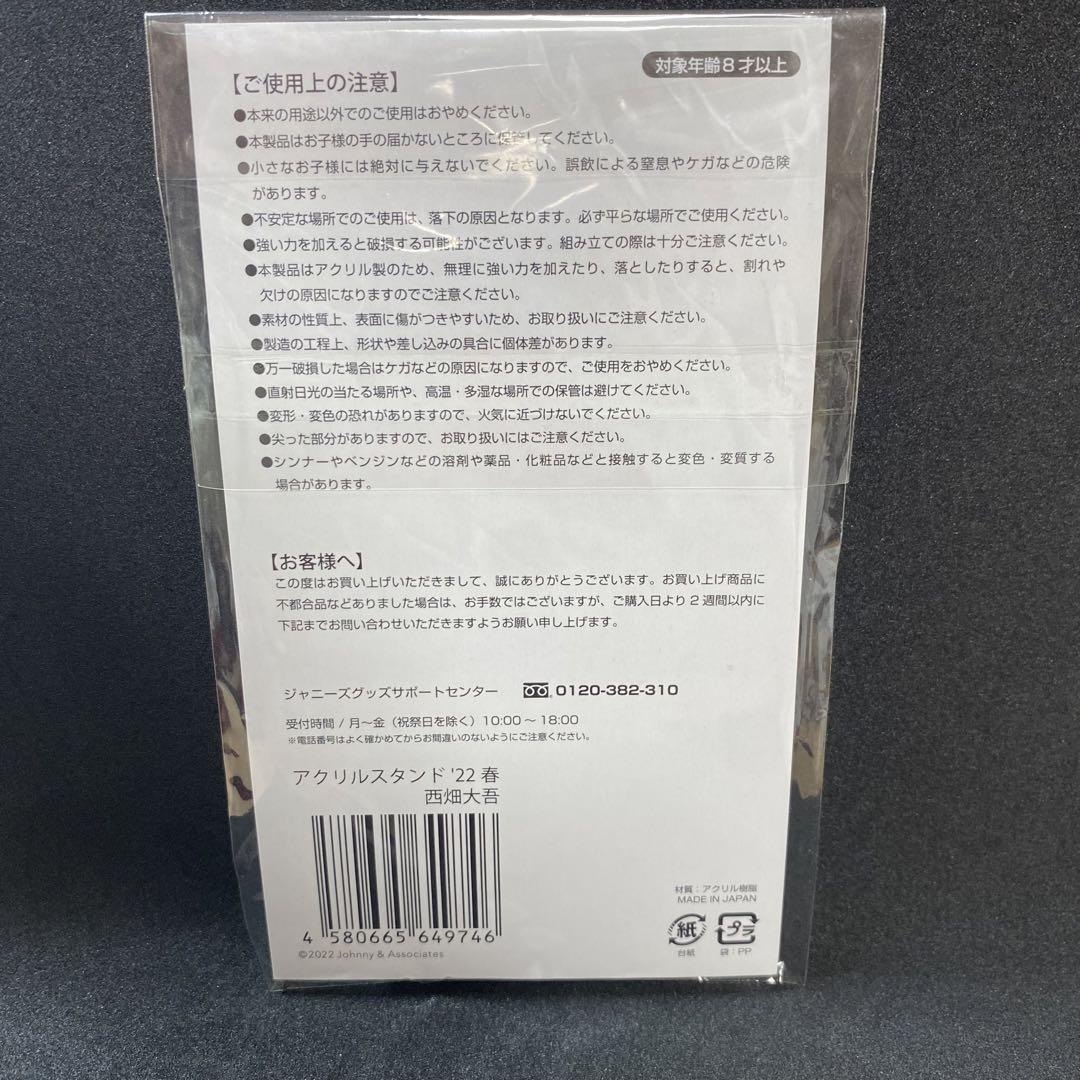 対象年齢8才以上
【ご使用上の注意】
●本来の用途以外でのご使用はおやめください。
●本製品はお子様の手の届かないところに保管してください。
●小さなお子様には絶対に与えないでください。誤飲による窒息やケガなどの危険
があります。
●不安定な場所でのご使用は、落下の原因となります。必ず平らな場所でご使用ください。
●強い力を加えると破損する可能性がございます。組み立ての際は十分ご注意ください。
●本製品はアクリル製のため、無理に強い力を加えたり、落としたりすると、割れや
欠けの原因になりますのでご注意ください。
●素材の性質上、表面に傷がつきやすいため、お取り扱いにご注意ください。
●製造の工程上、形状や差し込みの具合に個体差があります。
●万一破損した場合はケガなどの原因になりますので、ご使用をおやめください。
●直射日光の当たる場所や、高温・多湿な場所での保管は避けてください。
●変形・変色の恐れがありますので、火気に近づけないでください。
●尖った部分がありますので、お取り扱いにはご注意ください。
●シンナーやベンジンなどの溶剤や薬品・化粧品などと接触すると変色・変質する
場合があります。
【お客様へ】
この度はお買い上げいただきまして、誠にありがとうございます。お買い上げ商品に
不都合品などありました場合は、お手数ではございますが、ご購入日より2週間以内に
下記までお問い合わせいただきますようお願い申し上げます。
ジャニーズグッズサポートセンター 0120-382-310
受付時間 / 月〜金（祝祭日を除く）10:00〜18:00
※電話番号はよく確かめてからお間違いのないようにご注意ください。
アクリルスタンド '22 春
西畑大吾
4 580665 649746
©2022 Johnny & Associates
材質：アクリル樹脂
MADE IN JAPAN
紙 プラ
台紙 袋：PP